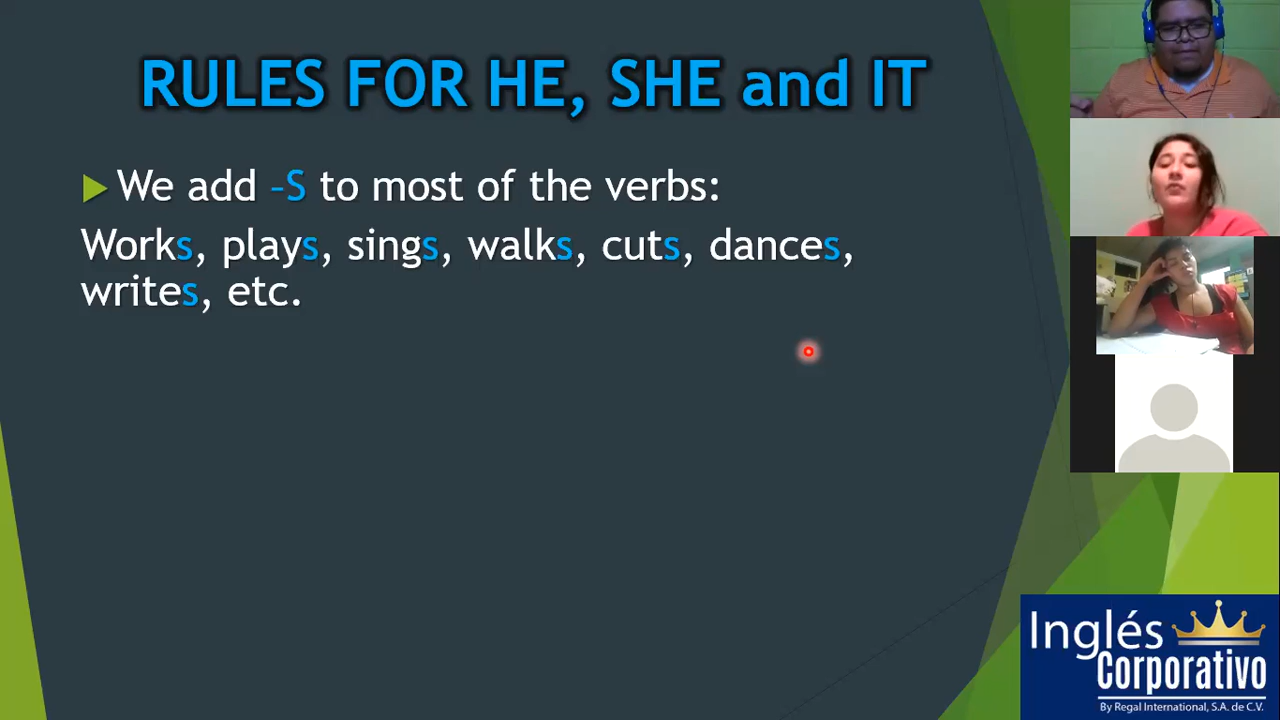 RULES FOR HE, SHE and IT
We add –S to most of the verbs:
Works, plays, sings, walks, cuts, dances,
writes, etc.
Inglés
Corporativo
By Regal International, S.A. de C.V.